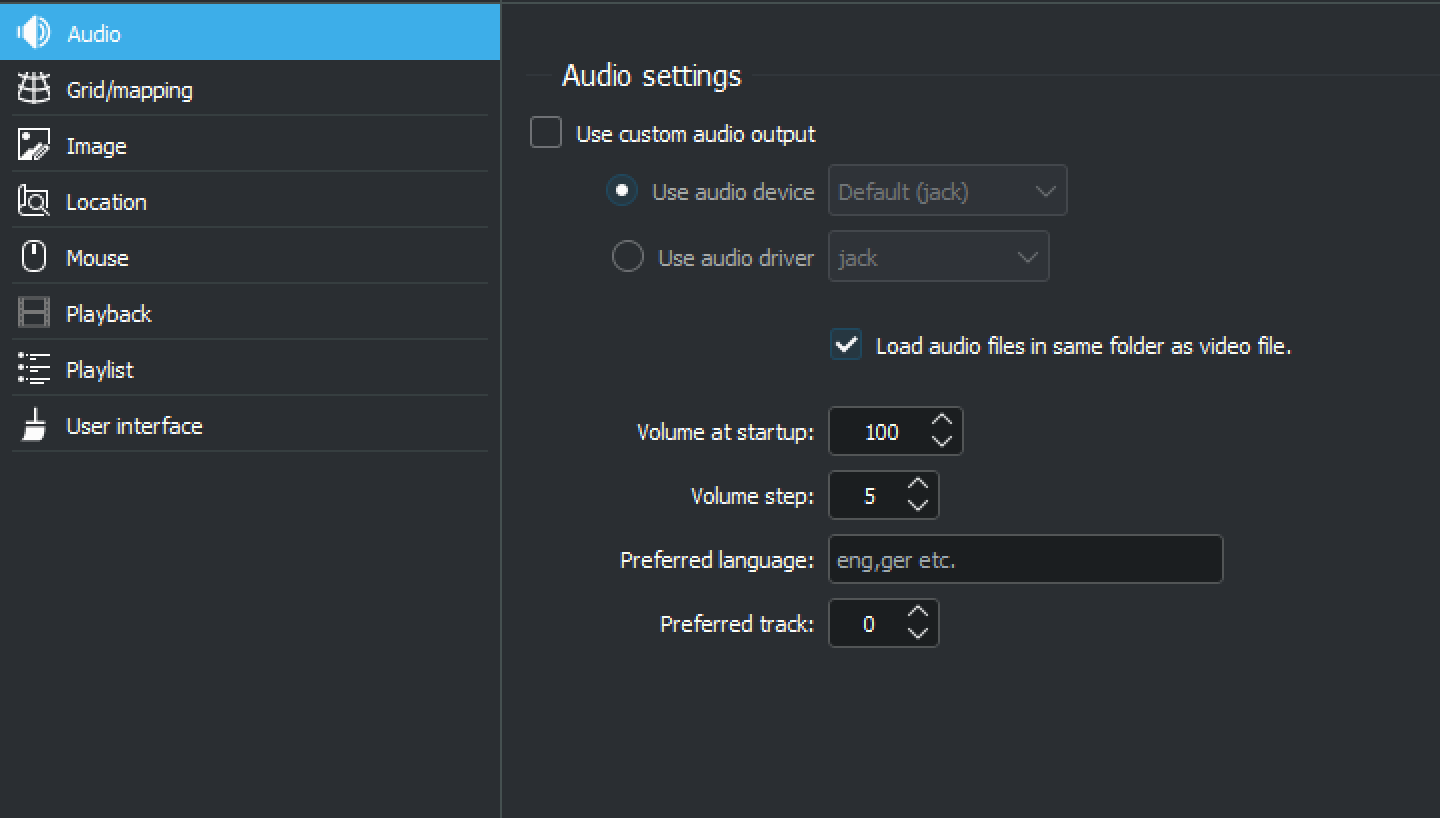 Audio
Grid/mapping
Image
Location
Mouse
Playback
Playlist
User interface
Audio settings
Use custom audio output
Use audio device Default (jack)
Use audio driver jack
Load audio files in same folder as video file.
Volume at startup: 100
Volume step: 5
Preferred language: eng,ger etc.
Preferred track: 0